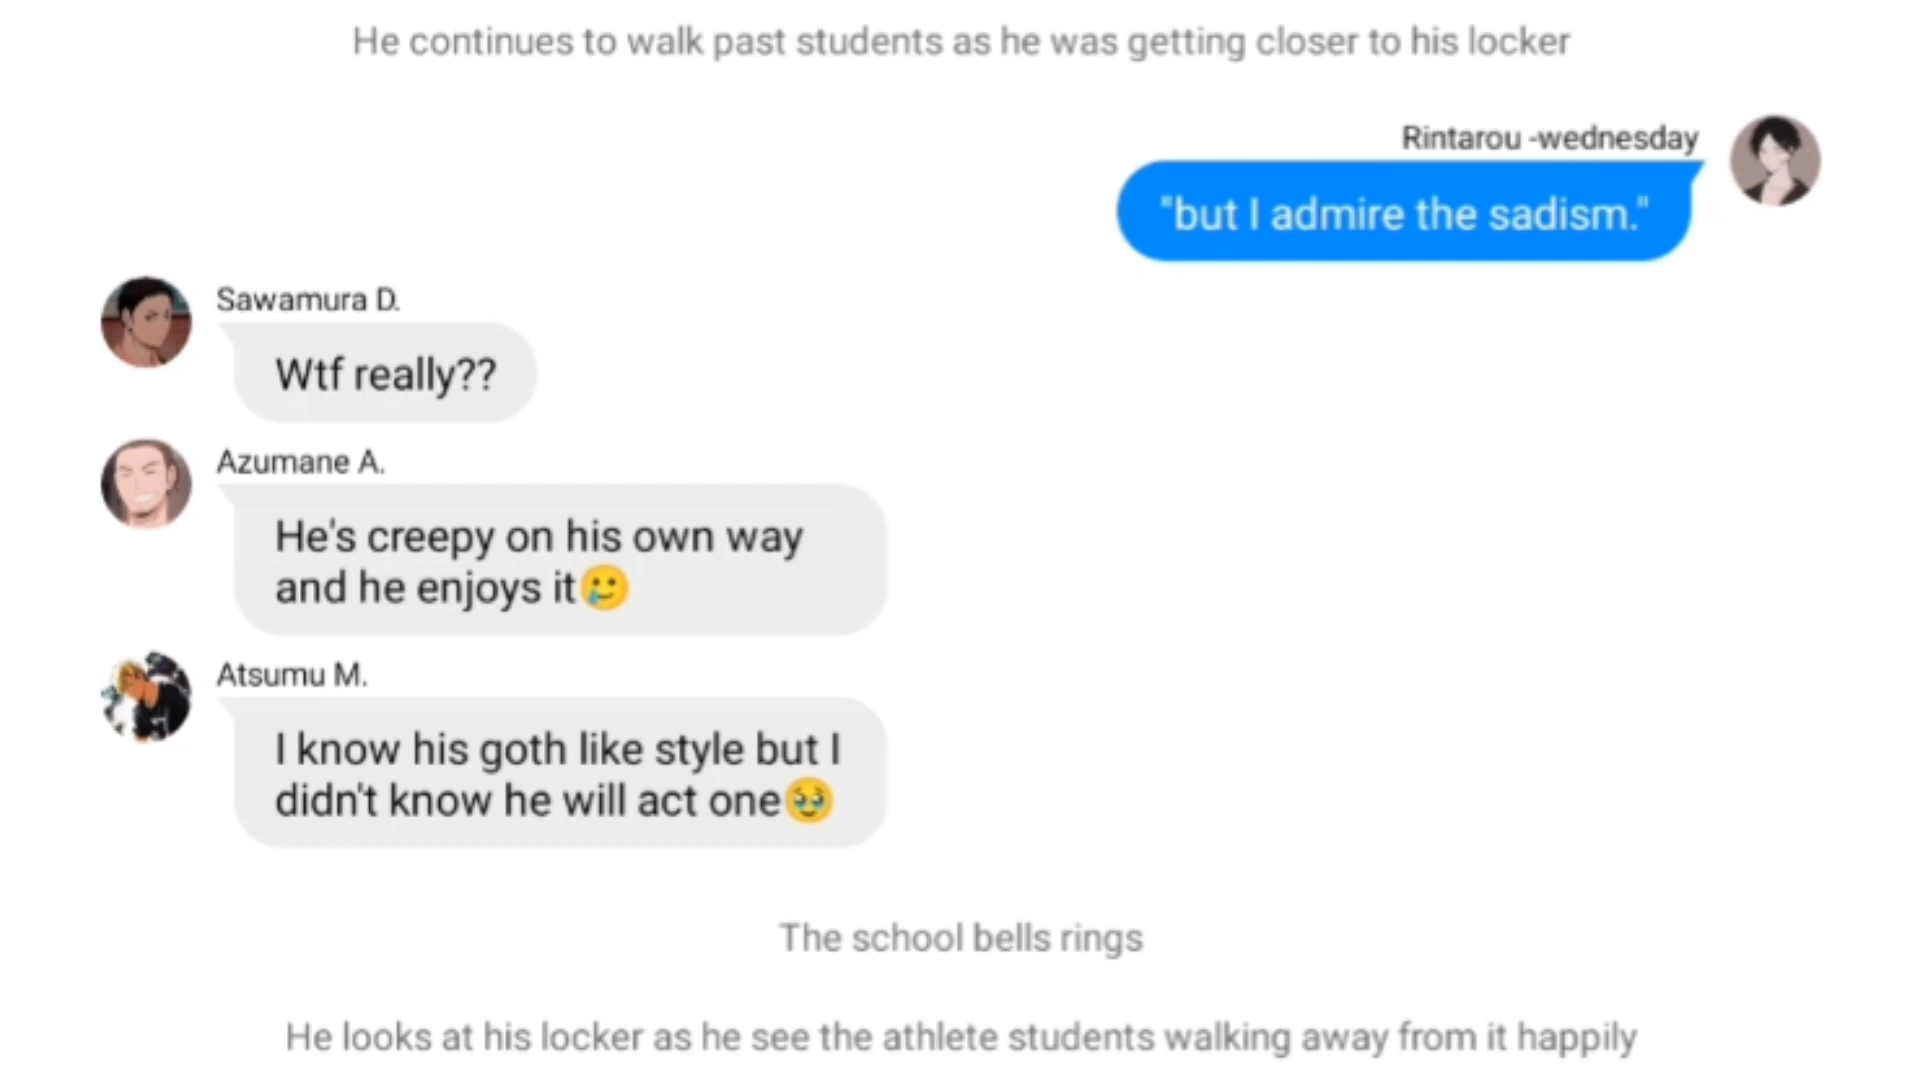 He continues to walk past students as he was getting closer to his locker
Rintarou -wednesday
"but I admire the sadism."
Sawamura D.
Wtf really??
Azumane A.
He's creepy on his own way
and he enjoys it🥲
Atsumu M.
I know his goth like style but I
didn't know he will act one🥹
The school bells rings
He looks at his locker as he see the athlete students walking away from it happily